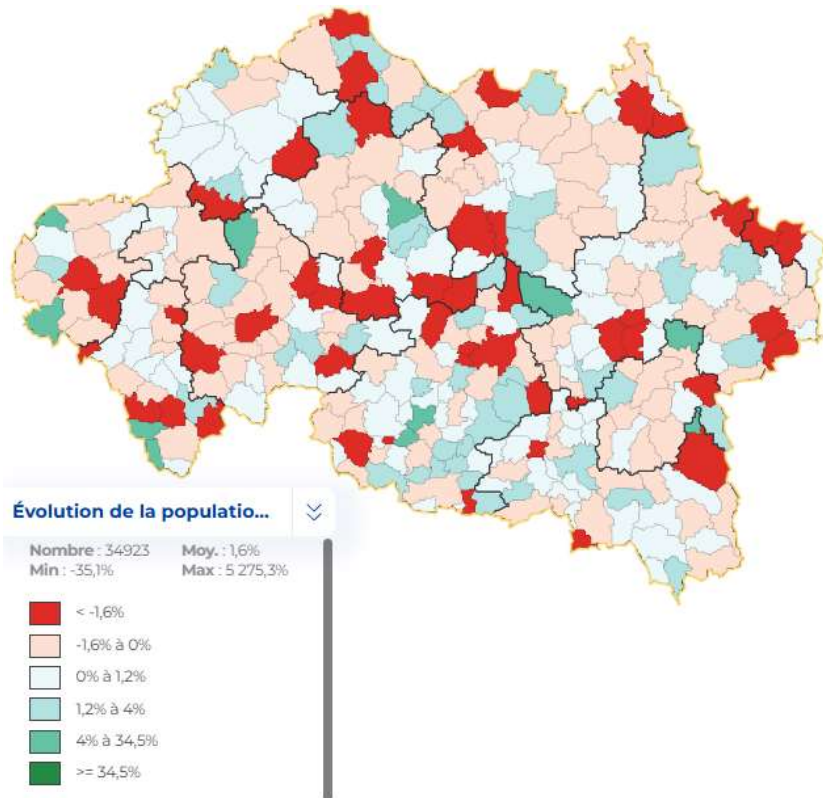 Évolution de la populatio...
Nombre : 34923 Moy. : 1,6%
Min : -35,1% Max : 5 275,3%
< -1,6%
-1,6% à 0%
0% à 1,2%
1,2% à 4%
4% à 34,5%
>= 34,5%